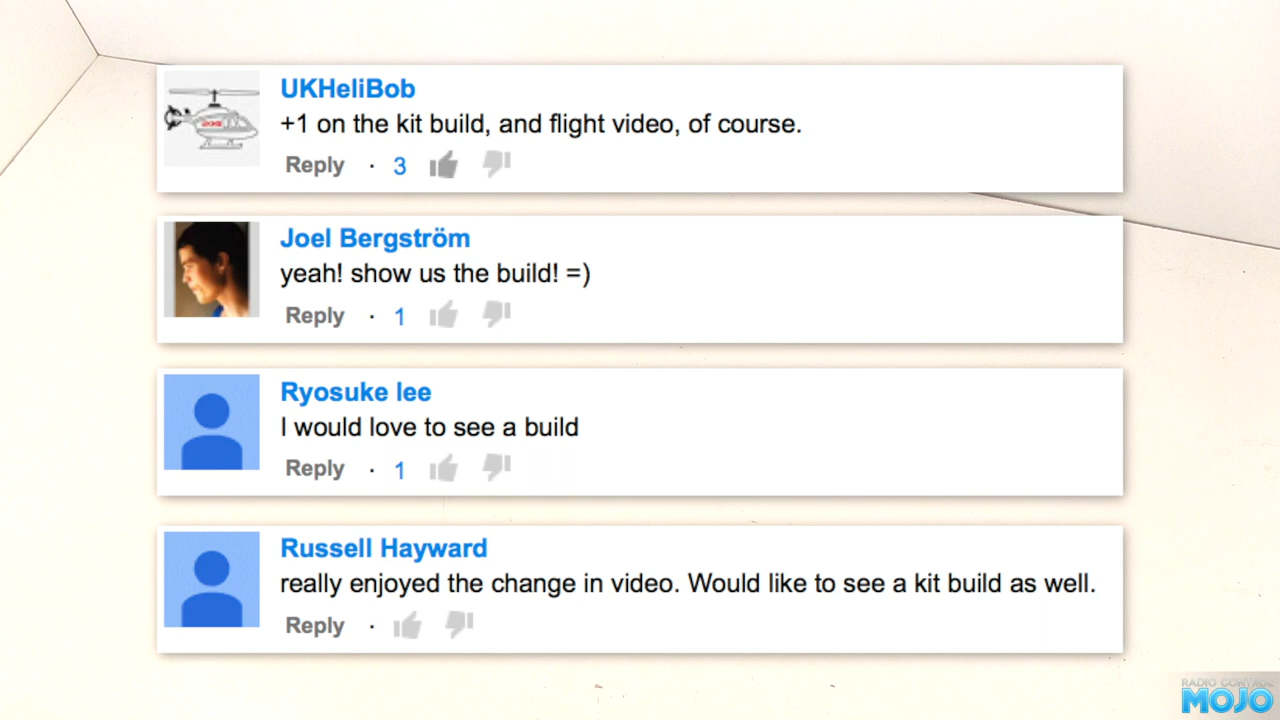 UKHeliBob
+1 on the kit build, and flight video, of course.
Reply · 3
Joel Bergström
yeah! show us the build! =)
Reply · 1
Ryosuke lee
I would love to see a build
Reply · 1
Russell Hayward
really enjoyed the change in video. Would like to see a kit build as well.
Reply ·
RADIO CONTROL
MOJO